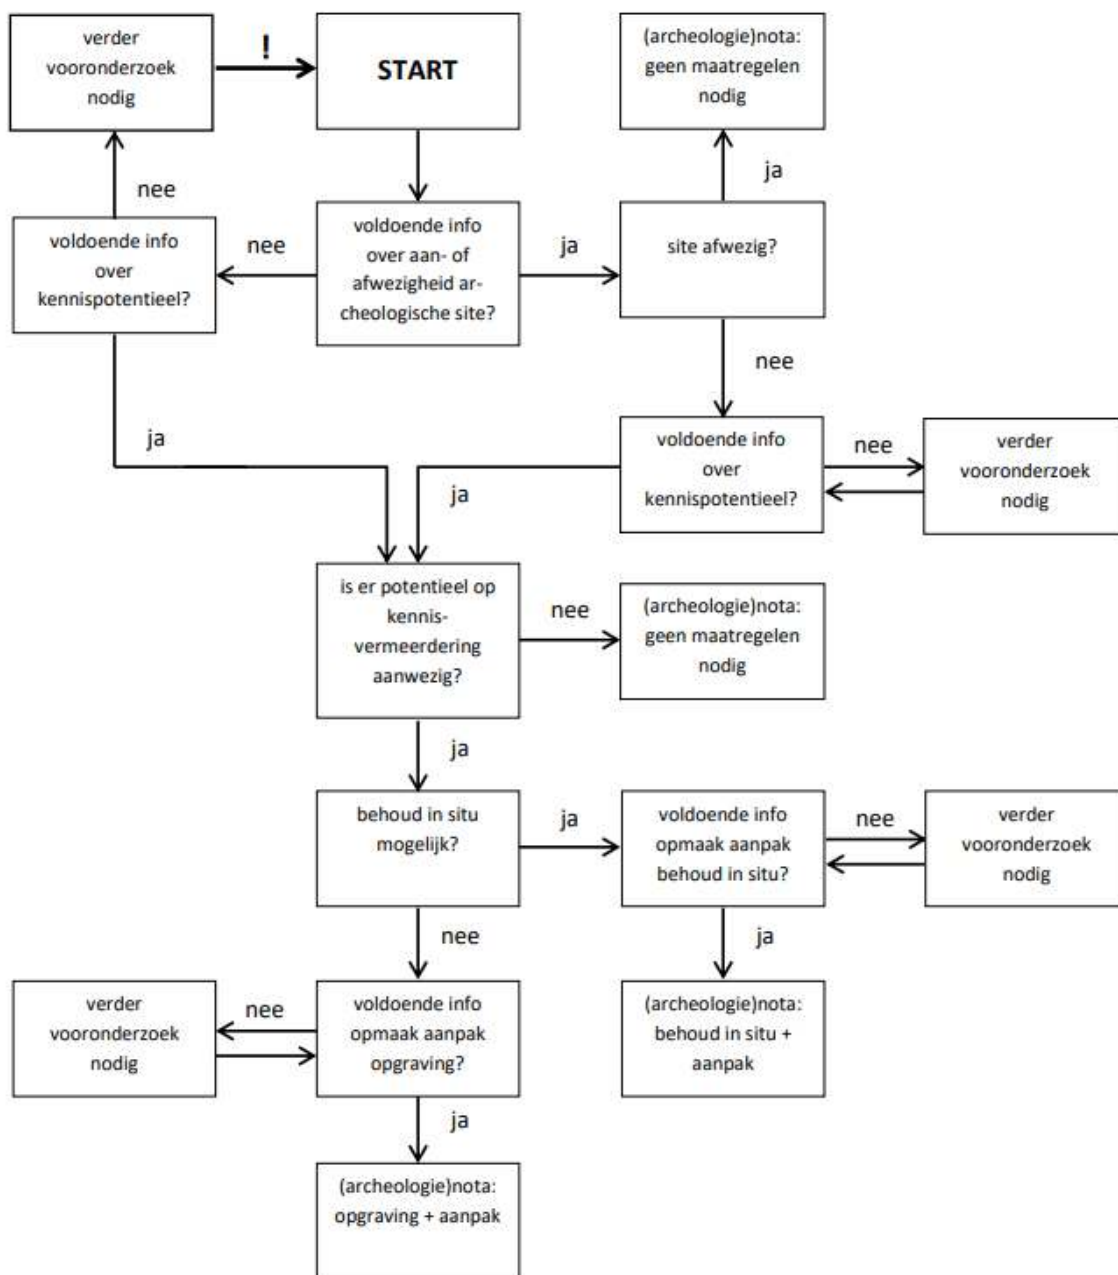 verder
vooronderzoek
nodig
!
START
(archeologie)nota:
geen maatregelen
nodig
nee
ja
voldoende info
over
kennispotentieel?
nee
voldoende info
over aan- of
afwezigheid ar-
cheologische site?
ja
site afwezig?
nee
ja
voldoende info
over
kennispotentieel?
nee
verder
vooronderzoek
nodig
ja
is er potentieel op
kennis-
vermeerdering
aanwezig?
nee
(archeologie)nota:
geen maatregelen
nodig
ja
behoud in situ
mogelijk?
ja
voldoende info
opmaak aanpak
behoud in situ?
nee
verder
vooronderzoek
nodig
nee
ja
verder
vooronderzoek
nodig
nee
voldoende info
opmaak aanpak
opgraving?
(archeologie)nota:
behoud in situ +
aanpak
ja
(archeologie)nota:
opgraving + aanpak